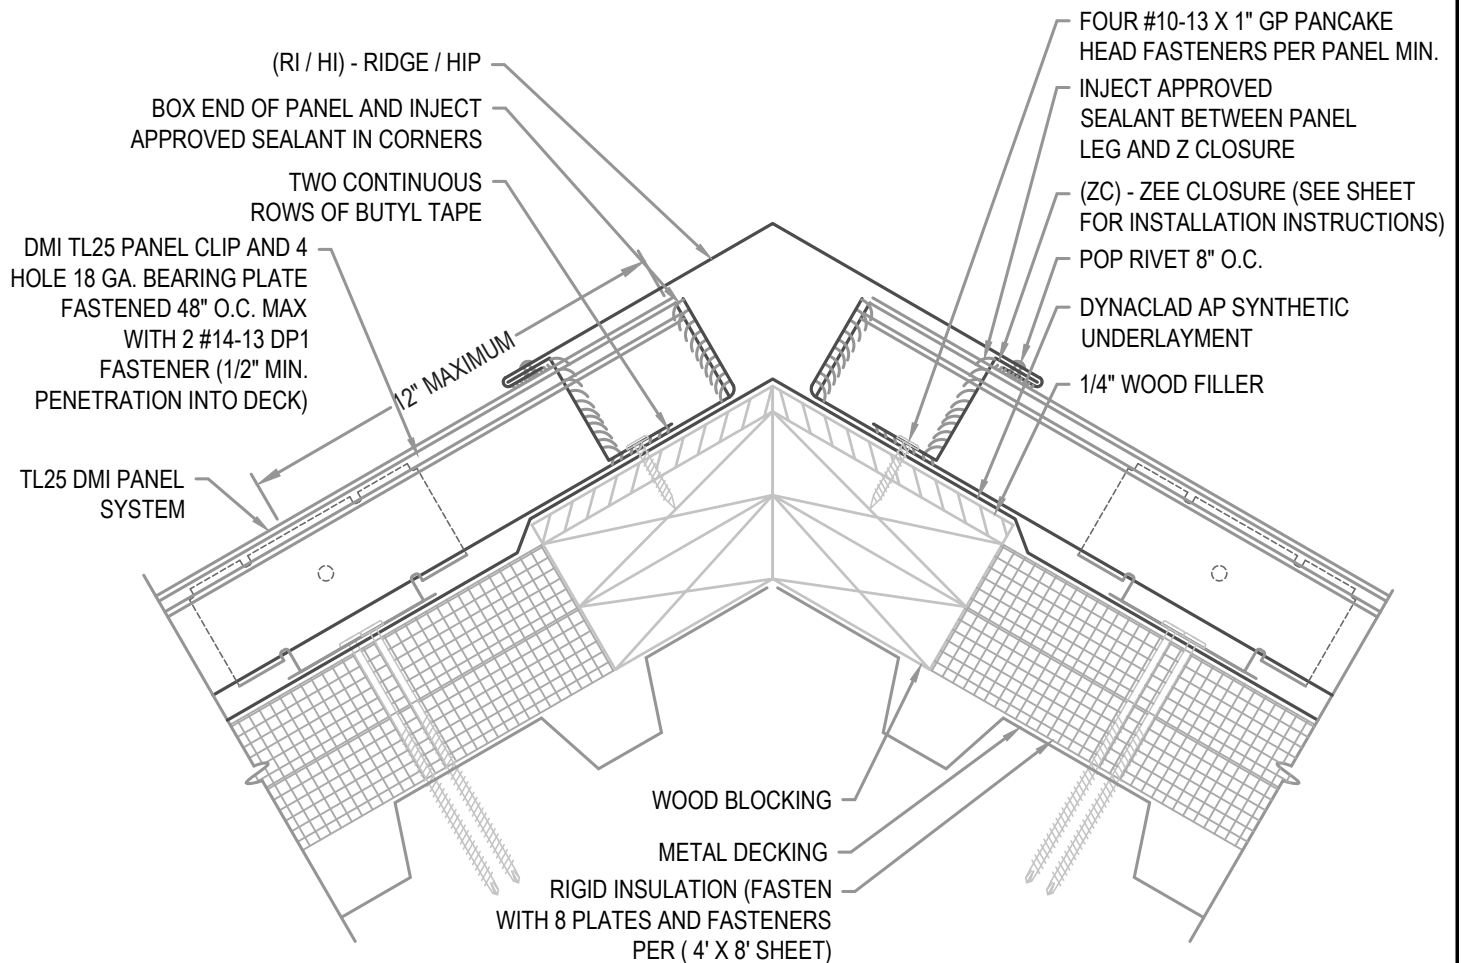 (RI / HI) - RIDGE / HIP
BOX END OF PANEL AND INJECT
APPROVED SEALANT IN CORNERS
TWO CONTINUOUS
ROWS OF BUTYL TAPE
DMI TL25 PANEL CLIP AND 4
HOLE 18 GA. BEARING PLATE
FASTENED 48" O.C. MAX
WITH 2 #14-13 DP1
FASTENER (1/2" MIN.
PENETRATION INTO DECK)
12" MAXIMUM
TL25 DMI PANEL
SYSTEM
FOUR #10-13 X 1" GP PANCAKE
HEAD FASTENERS PER PANEL MIN.
INJECT APPROVED
SEALANT BETWEEN PANEL
LEG AND Z CLOSURE
(ZC) - ZEE CLOSURE (SEE SHEET
FOR INSTALLATION INSTRUCTIONS)
POP RIVET 8" O.C.
DYNACLAD AP SYNTHETIC
UNDERLAYMENT
1/4" WOOD FILLER
WOOD BLOCKING
METAL DECKING
RIGID INSULATION (FASTEN
WITH 8 PLATES AND FASTENERS
PER ( 4' X 8' SHEET)